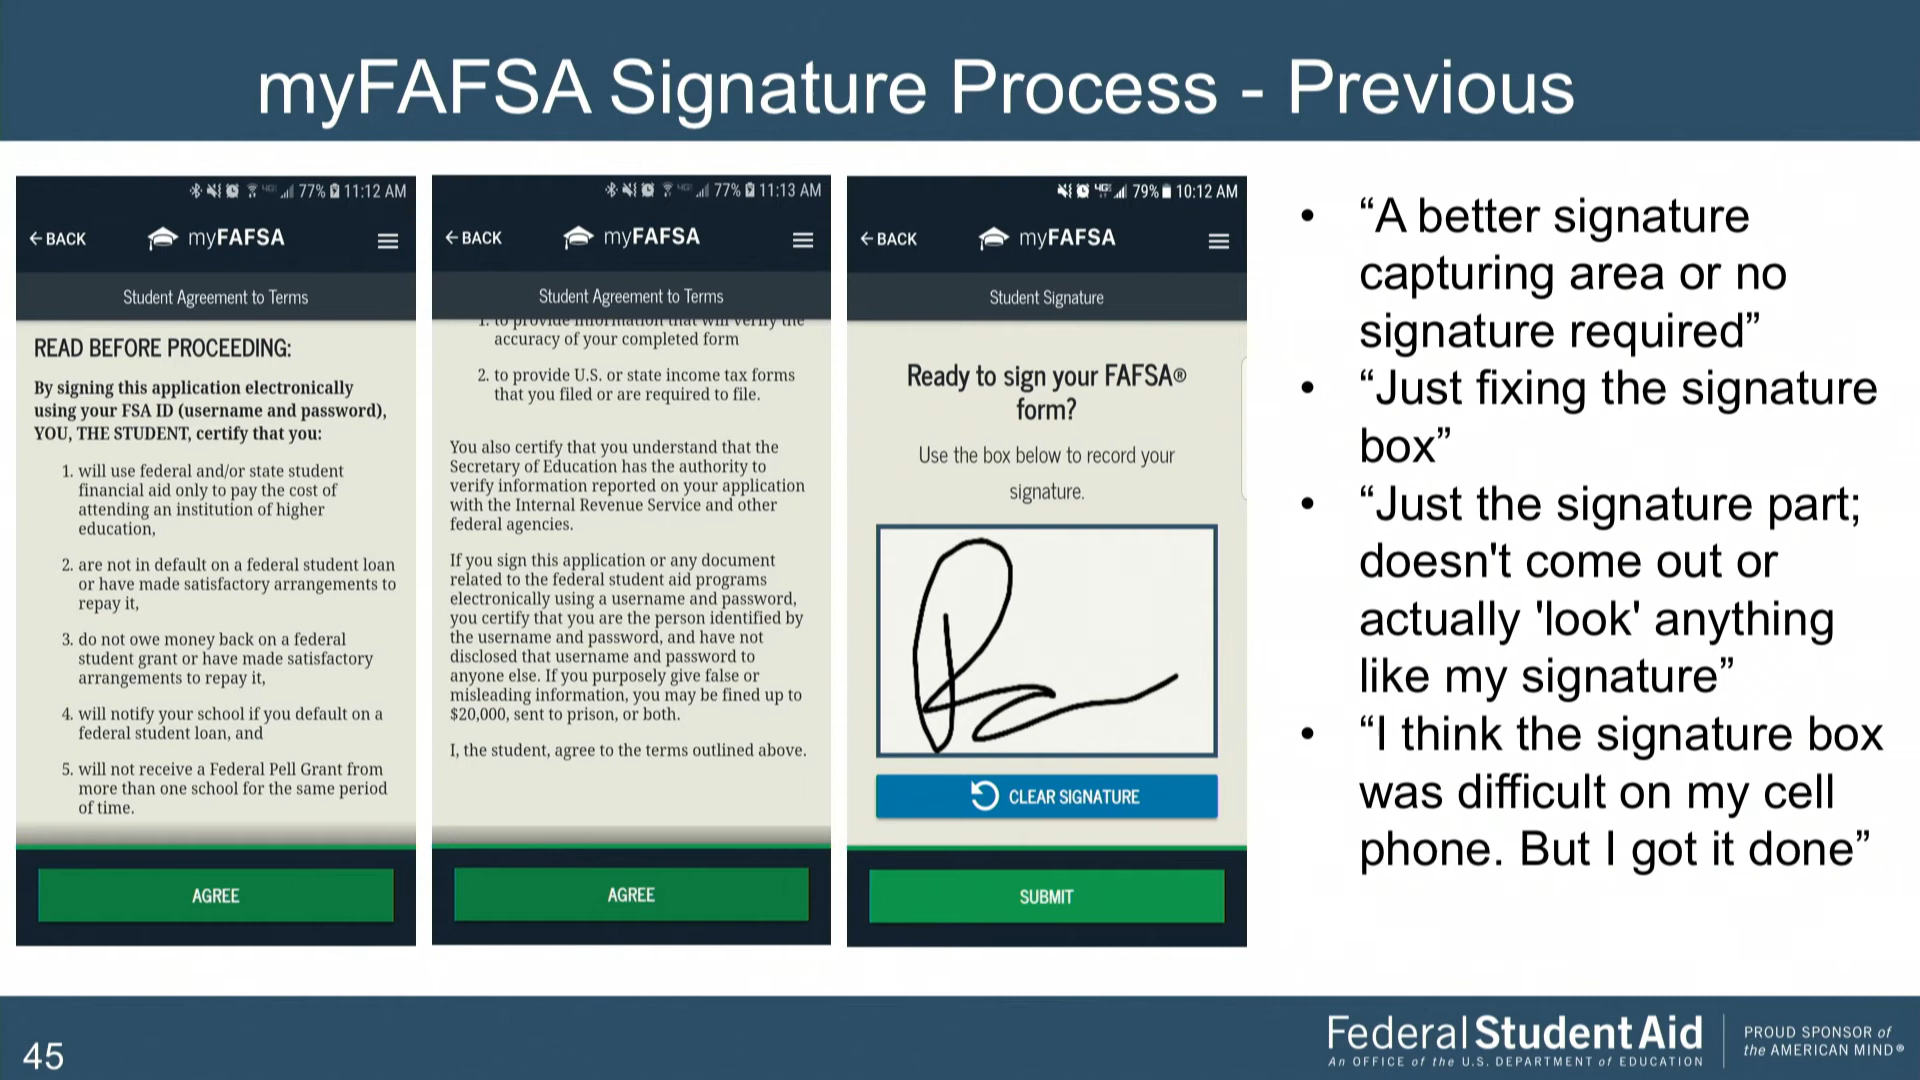 myFAFSA Signature Process - Previous
77% 11:12 AM
BACK
myFAFSA
Student Agreement to Terms
READ BEFORE PROCEEDING:
By signing this application electronically
using your FSA ID (username and password),
YOU, THE STUDENT, certify that you:
1. will use federal and/or state student
financial aid only to pay the cost of
attending an institution of higher
education,
2. are not in default on a federal student loan
or have made satisfactory arrangements to
repay it,
3. do not owe money back on a federal
student grant or have made satisfactory
arrangements to repay it,
4. will notify your school if you default on a
federal student loan, and
5. will not receive a Federal Pell Grant from
more than one school for the same period
of time.
AGREE
77% 11:13 AM
BACK
myFAFSA
Student Agreement to Terms
1. to provide information that will verify the
accuracy of your completed form
2. to provide U.S. or state income tax forms
that you filed or are required to file.
You also certify that you understand that the
Secretary of Education has the authority to
verify information reported on your application
with the Internal Revenue Service and other
federal agencies.
If you sign this application or any document
related to the federal student aid programs
electronically using a username and password,
you certify that you are the person identified by
the username and password, and have not
disclosed that username and password to
anyone else. If you purposely give false or
misleading information, you may be fined up to
$20,000, sent to prison, or both.
I, the student, agree to the terms outlined above.
AGREE
4G 79% 10:12 AM
BACK
myFAFSA
Student Signature
Ready to sign your FAFSA®
form?
Use the box below to record your
signature.
CLEAR SIGNATURE
SUBMIT
• “A better signature
capturing area or no
signature required”
• “Just fixing the signature
box”
• “Just the signature part;
doesn't come out or
actually 'look' anything
like my signature”
• “I think the signature box
was difficult on my cell
phone. But I got it done”
45
Federal Student Aid
An OFFICE of the U.S. DEPARTMENT of EDUCATION
PROUD SPONSOR of
the AMERICAN MIND®